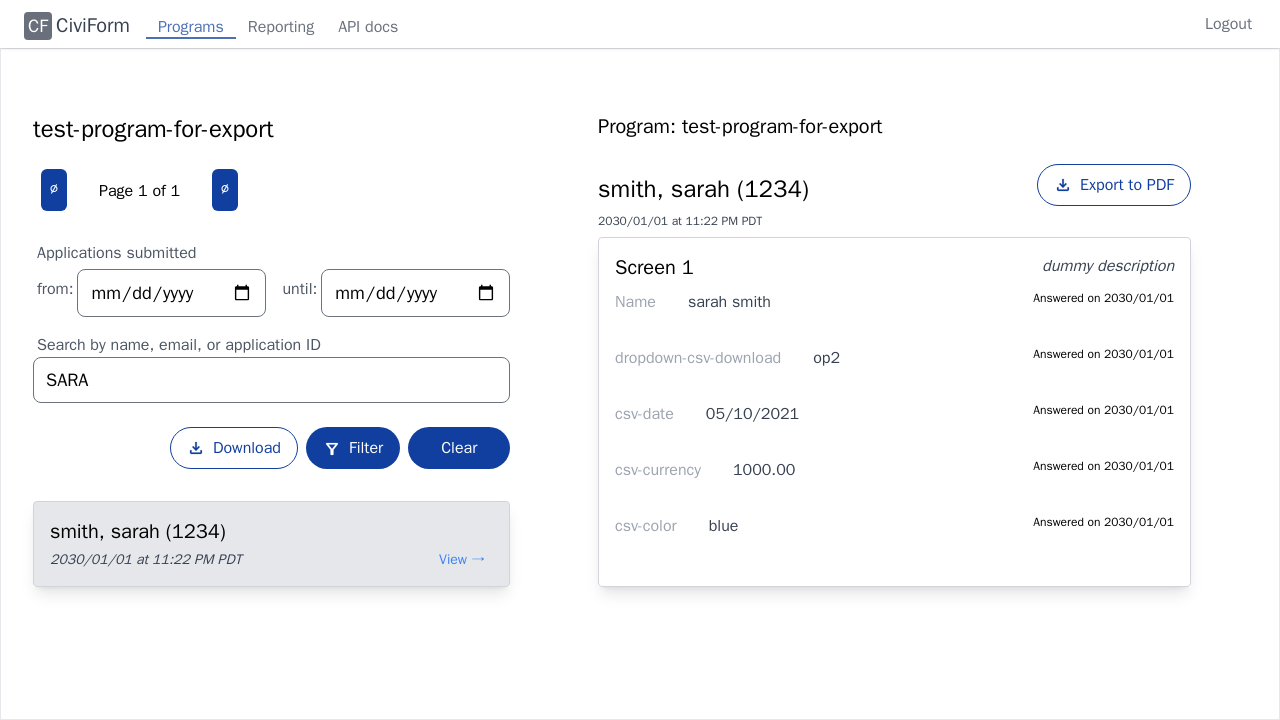 CF CiviForm Programs Reporting API docs Logout
test-program-for-export
Page 1 of 1
Applications submitted
from: mm/dd/yyyy until: mm/dd/yyyy
Search by name, email, or application ID
SARA
Download Filter Clear
smith, sarah (1234)
2030/01/01 at 11:22 PM PDT View →
Program: test-program-for-export
smith, sarah (1234) Export to PDF
2030/01/01 at 11:22 PM PDT
Screen 1 dummy description
Name sarah smith Answered on 2030/01/01
dropdown-csv-download op2 Answered on 2030/01/01
csv-date 05/10/2021 Answered on 2030/01/01
csv-currency 1000.00 Answered on 2030/01/01
csv-color blue Answered on 2030/01/01